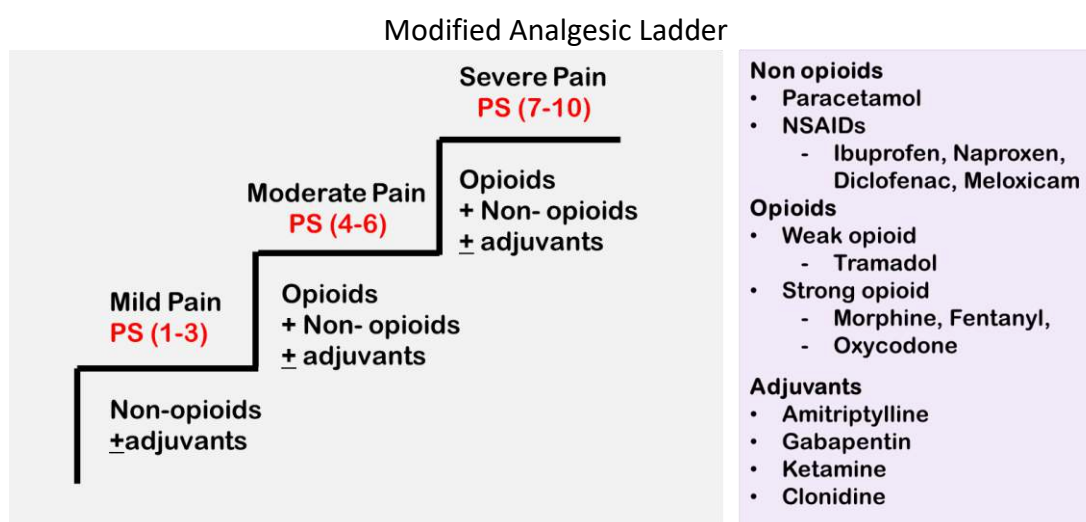 Modified Analgesic Ladder
Severe Pain
PS (7-10)
Opioids
+ Non- opioids
± adjuvants
Moderate Pain
PS (4-6)
Opioids
+ Non- opioids
± adjuvants
Mild Pain
PS (1-3)
Non-opioids
±adjuvants
Non opioids
• Paracetamol
• NSAIDs
- Ibuprofen, Naproxen,
Diclofenac, Meloxicam
Opioids
• Weak opioid
- Tramadol
• Strong opioid
- Morphine, Fentanyl,
- Oxycodone
Adjuvants
• Amitriptylline
• Gabapentin
• Ketamine
• Clonidine